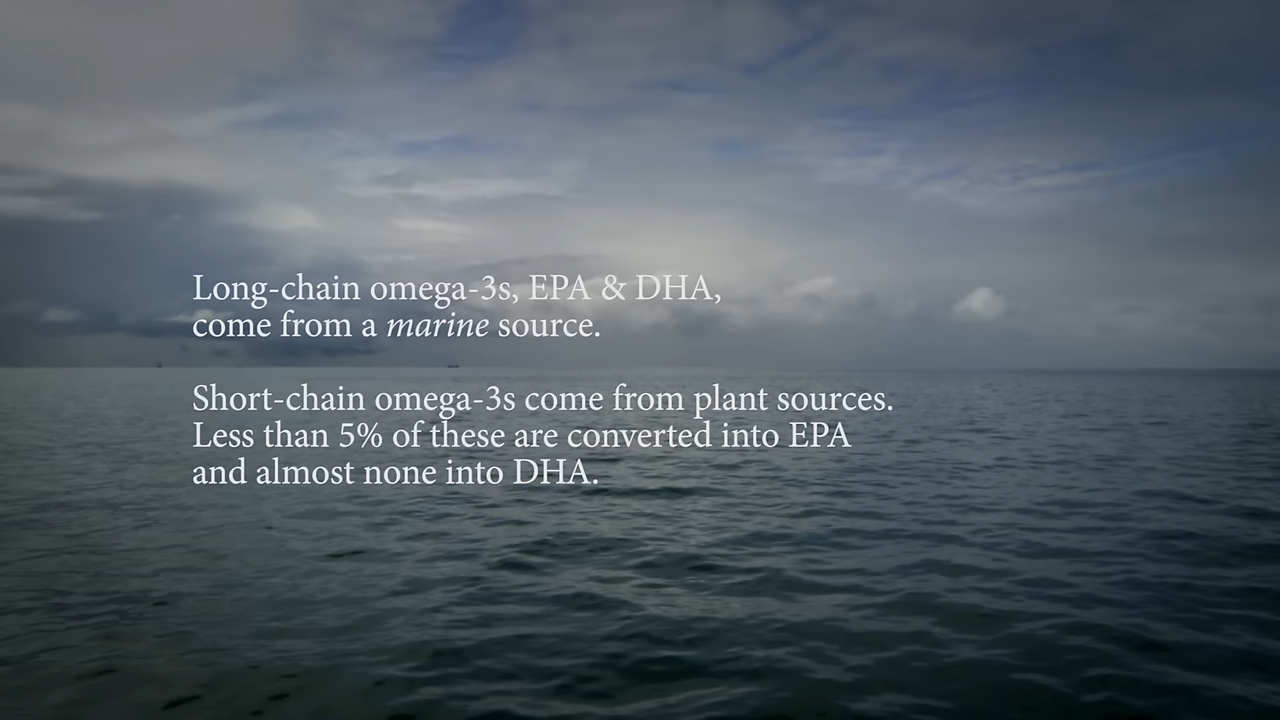 Long-chain omega-3s, EPA & DHA,
come from a marine source.
Short-chain omega-3s come from plant sources.
Less than 5% of these are converted into EPA
and almost none into DHA.